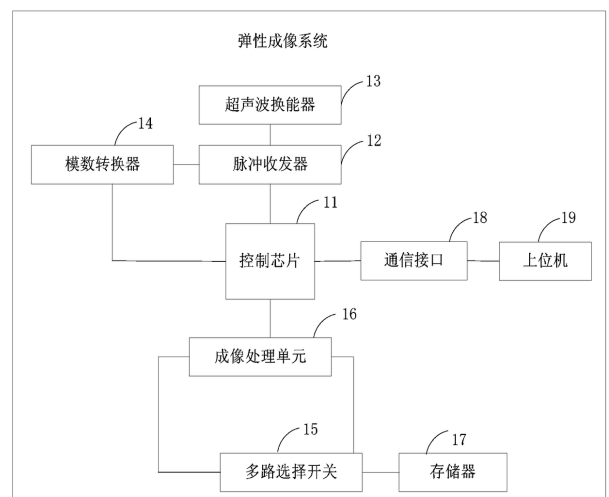 弹性成像系统
13
超声波换能器
14
12
模数转换器
脉冲收发器
11
18
19
控制芯片
通信接口
上位机
16
成像处理单元
15
17
多路选择开关
存储器